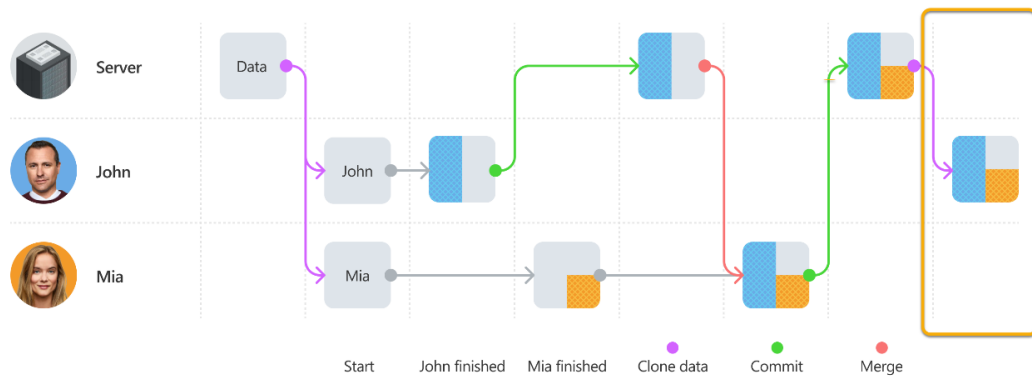 Server
Data
John
John
Mia
Mia
Start
John finished
Mia finished
Clone data
Commit
Merge